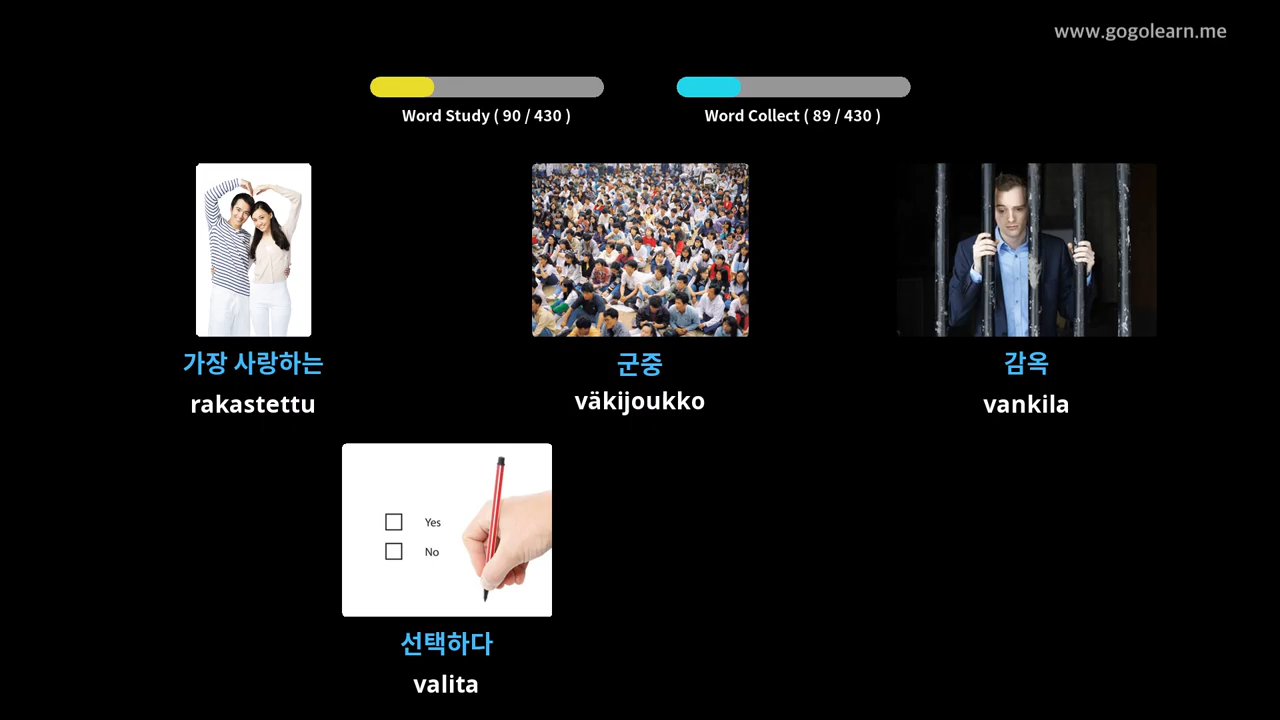 www.gogolearn.me
Word Study ( 90 / 430 )
Word Collect ( 89 / 430 )
가장 사랑하는
rakastettu
군중
väkijoukko
감옥
vankila
Yes
No
선택하다
valita